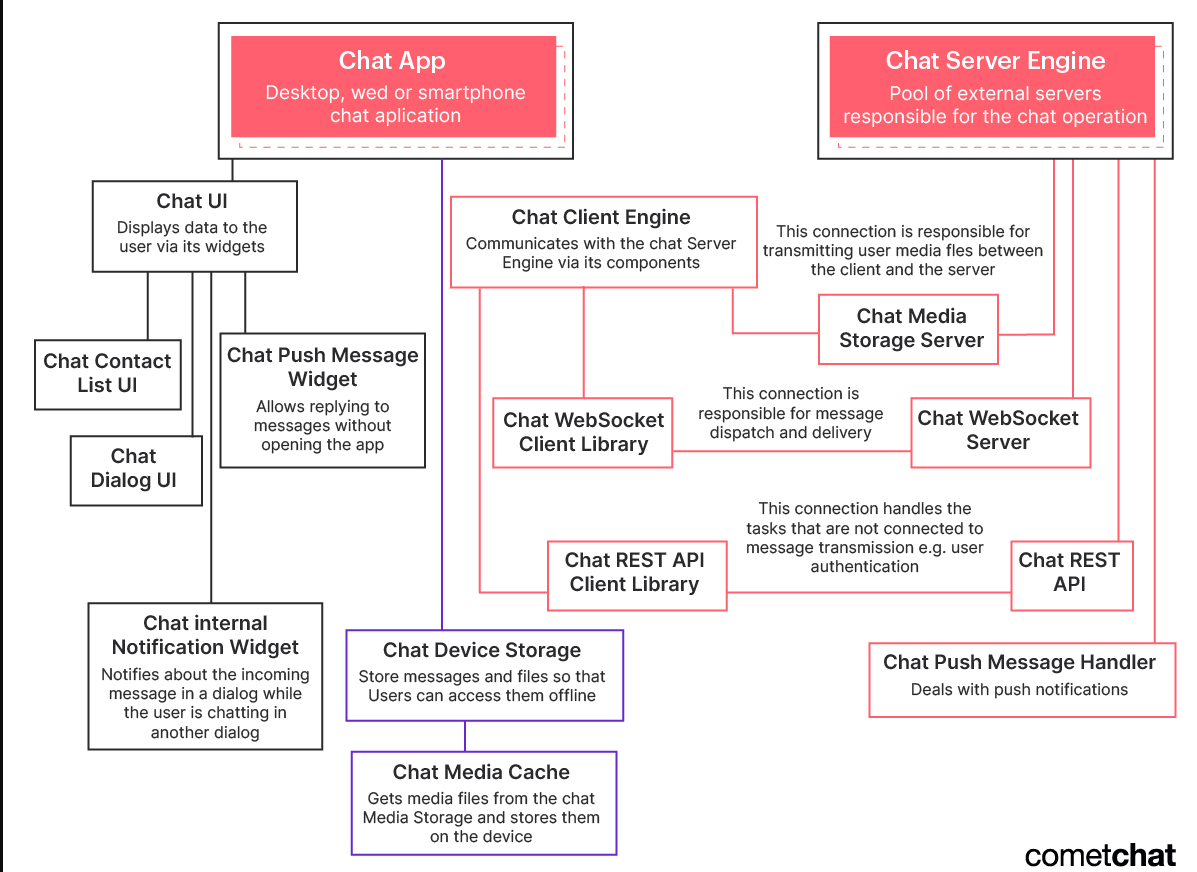 Chat App
Desktop, wed or smartphone
chat aplication
Chat Server Engine
Pool of external servers
responsible for the chat operation
Chat UI
Displays data to the
user via its widgets
Chat Client Engine
Communicates with the chat Server
Engine via its components
This connection is responsible for
transmitting user media fles between
the client and the server
Chat Media
Storage Server
Chat Contact
List UI
Chat Push Message
Widget
Allows replying to
messages without
opening the app
Chat
Dialog UI
Chat WebSocket
Client Library
This connection is
responsible for message
dispatch and delivery
Chat WebSocket
Server
Chat REST API
Client Library
This connection handles the
tasks that are not connected to
message transmission e.g. user
authentication
Chat REST
API
Chat internal
Notification Widget
Notifies about the incoming
message in a dialog while
the user is chatting in
another dialog
Chat Device Storage
Store messages and files so that
Users can access them offline
Chat Push Message Handler
Deals with push notifications
Chat Media Cache
Gets media files from the chat
Media Storage and stores them
on the device
cometchat